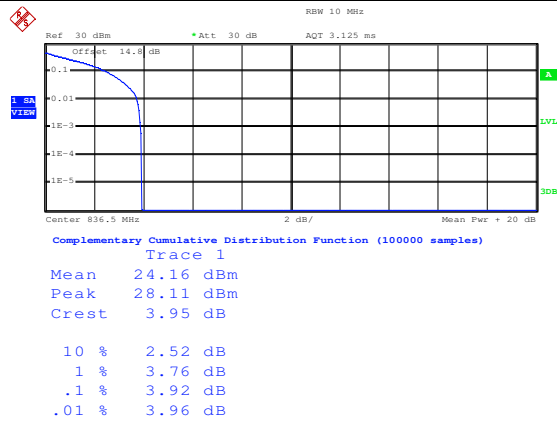 RBW 10 MHz
Ref 30 dBm *Att 30 dB AQT 3.125 ms
Offset 14.8 dB
0.1
0.01
1E-3
1E-4
1E-5
A
1 SA
VIEW
LVL
3DB
Center 836.5 MHz 2 dB/ Mean Pwr + 20 dB
Complementary Cumulative Distribution Function (100000 samples)
Trace 1
Mean 24.16 dBm
Peak 28.11 dBm
Crest 3.95 dB
10 % 2.52 dB
1 % 3.76 dB
.1 % 3.92 dB
.01 % 3.96 dB